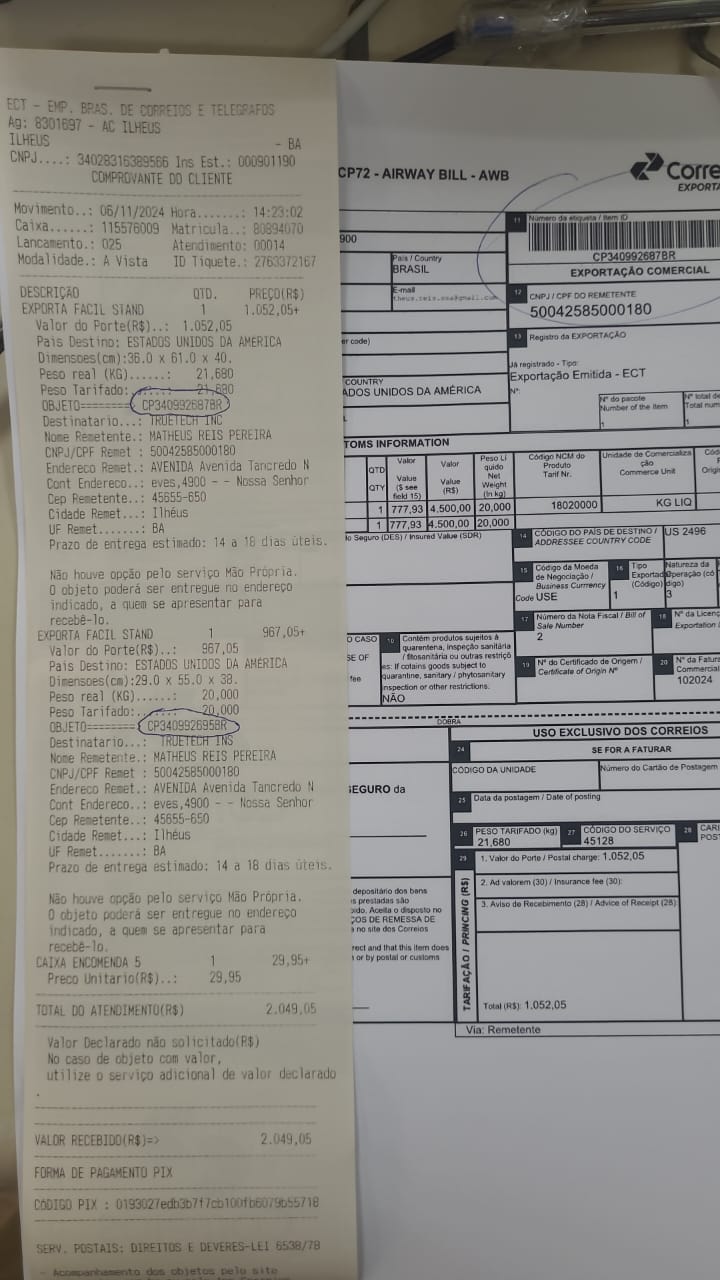 ECT - EMP. BRAS. DE CORREIOS E TELEGRAFOS
Ag: 8301697 - AC ILHEUS
ILHEUS - BA
CNPJ....: 34028316389566 Ins Est.: 000901190
COMPROVANTE DO CLIENTE
Movimento..: 06/11/2024 Hora.......: 14:23:02
Caixa......: 115576009 Matricula..: 80894070
Lancamento.: 025 Atendimento: 00014
Modalidade.: A Vista ID Tiquete.: 2763372167
DESCRIÇÃO QTD. PREÇO(R$)
EXPORTA FACIL STAND 1 1.052,05+
Valor do Porte(R$)..: 1.052,05
Pais Destino: ESTADOS UNIDOS DA AMÉRICA
Dimensoes(cm):36.0 x 61.0 x 40.
Peso real (KG)......: 21,680
Peso Tarifado:......: 21,680
OBJETO========= CP340992687BR
Destinatario...: TRUETECH INC
Nome Remetente.: MATHEUS REIS PEREIRA
CNPJ/CPF Remet : 50042585000180
Endereco Remet.: AVENIDA Avenida Tancredo N
Cont Endereco..: eves,4900 - - Nossa Senhor
Cep Remetente..: 45655-650
Cidade Remet...: Ilhéus
UF Remet.......: BA
Prazo de entrega estimado: 14 a 18 dias úteis.
Não houve opção pelo serviço Mão Própria.
O objeto poderá ser entregue no endereço
indicado, a quem se apresentar para
recebê-lo.
EXPORTA FACIL STAND 1 967,05+
Valor do Porte(R$)..: 967,05
Pais Destino: ESTADOS UNIDOS DA AMÉRICA
Dimensoes(cm):29.0 x 55.0 x 38.
Peso real (KG)......: 20,000
Peso Tarifado:......: 20,000
OBJETO========= CP340992695BR
Destinatario...: TRUETECH INS
Nome Remetente.: MATHEUS REIS PEREIRA
CNPJ/CPF Remet : 50042585000180
Endereco Remet.: AVENIDA Avenida Tancredo N
Cont Endereco..: eves,4900 - - Nossa Senhor
Cep Remetente..: 45655-650
Cidade Remet...: Ilhéus
UF Remet.......: BA
Prazo de entrega estimado: 14 a 18 dias úteis.
Não houve opção pelo serviço Mão Própria.
O objeto poderá ser entregue no endereço
indicado, a quem se apresentar para
recebê-lo.
CAIXA ENCOMENDA 5 1 29,95+
Preco Unitario(R$)..: 29,95
TOTAL DO ATENDIMENTO(R$) 2.049,05
Valor Declarado não solicitado(R$)
No caso de objeto com valor,
utilize o serviço adicional de valor declarado
.
VALOR RECEBIDO(R$)=> 2.049,05
FORMA DE PAGAMENTO PIX
CÓDIGO PIX : 0193027edb3b7f7cb100fb6079b55718
SERV. POSTAIS: DIREITOS E DEVERES-LEI 6538/78
- Acompanhamento dos objetos pelo site
CP72 - AIRWAY BILL - AWB
Corre
EXPORTA
900
País / Country
BRASIL
E-mail
theus.reis.ssa@gmail.com
er code)
COUNTRY
ADOS UNIDOS DA AMÉRICA
11 Número da etiqueta / Item ID
CP340992687BR
EXPORTAÇÃO COMERCIAL
12 CNPJ / CPF DO REMETENTE
50042585000180
13 Registro da EXPORTAÇÃO
Já registrado - Tipo:
Exportação Emitida - ECT
Nº:
Nº do pacote
Number of the Item
1
Nº total de
Total num
1
TOMS INFORMATION
QTD
QTY
Valor
Value
($ see
field 15)
Valor
Value
(R$)
Peso Lí
quido
Net
Weight
(In kg)
Código NCM do
Produto
Tarif Nr.
Unidade de Comercializa
ção
Commerce Unit
Cód
Origi
1 777,93 4.500,00 20,000 18020000 KG LIQ
1 777,93 4.500,00 20,000
lo Seguro (DES) / Insured Value (SDR)
14 CÓDIGO DO PAÍS DE DESTINO /
ADDRESSEE COUNTRY CODE
US 2496
15 Código da Moeda
de Negociação /
Business Currency
Code USE
16 Tipo
Exportad
(Código)
1
Natureza da
Operação (có
digo)
3
17 Número da Nota Fiscal / Bill of
Sale Number
2
18 Nº da Licenç
Exportation
O CASO
SE OF
fee
10 Contém produtos sujeitos à
quarentena, inspeção sanitária
/ fitosanitária ou outras restriçõ
es: If cotains goods subject to
quarantine, sanitary / phytosanitary
inspection or other restrictions.
NÃO
19 Nº do Certificado de Origem /
Certificate of Origin Nº
20 Nº da Fatura
Commercial
102024
DOBRA
USO EXCLUSIVO DOS CORREIOS
24 SE FOR A FATURAR
CÓDIGO DA UNIDADE
Número do Cartão de Postagem
25 Data da postagem / Date of posting
SEGURO da
26 PESO TARIFADO (kg)
21,680
27 CÓDIGO DO SERVIÇO
45128
28 CARI
POST
29
TARIFAÇÃO / PRINCING (R$)
1. Valor do Porte / Postal charge: 1.052,05
2. Ad valorem (30) / Insurance fee (30):
3. Aviso de Recebimento (28) / Advice of Receipt (28)
Total (R$): 1.052,05
depositário dos bens
s prestadas são
ido. Aceita o disposto no
ÇOS DE REMESSA DE
no site dos Correios
rect and that this item does
or by postal or customs
Via: Remetente